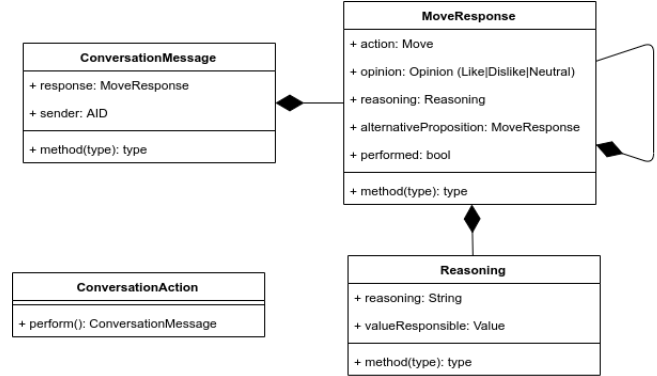 ConversationMessage
+ response: MoveResponse
+ sender: AID
+ method(type): type
MoveResponse
+ action: Move
+ opinion: Opinion (Like|Dislike|Neutral)
+ reasoning: Reasoning
+ alternativeProposition: MoveResponse
+ performed: bool
+ method(type): type
ConversationAction
+ perform(): ConversationMessage
Reasoning
+ reasoning: String
+ valueResponsible: Value
+ method(type): type